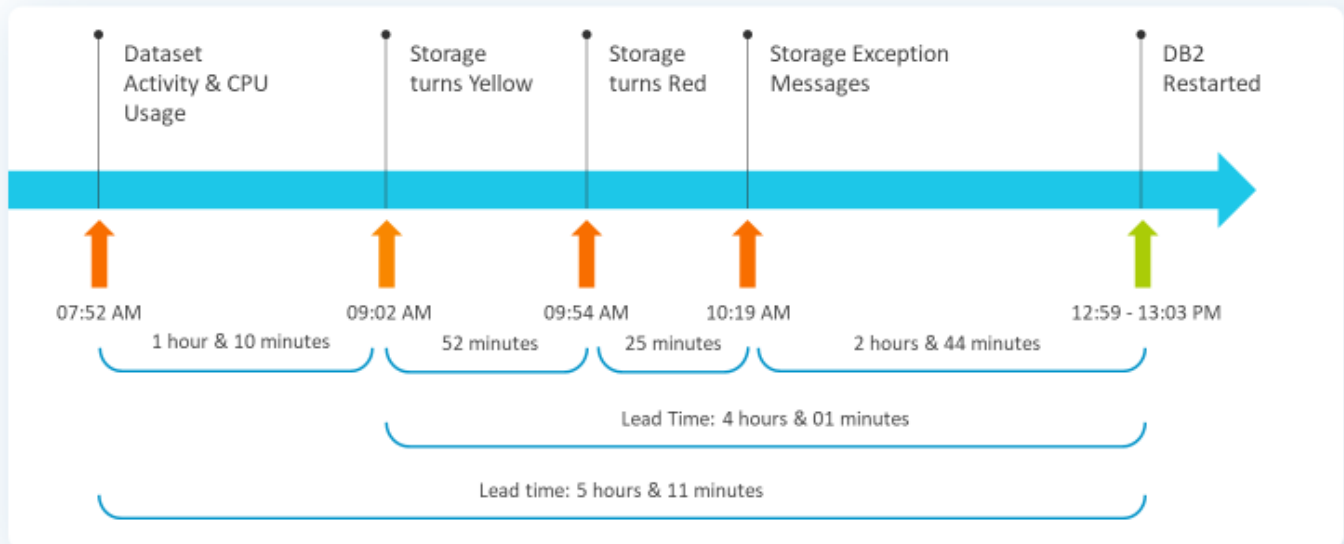 Dataset
Activity & CPU
Usage
Storage
turns Yellow
Storage
turns Red
Storage Exception
Messages
DB2
Restarted
07:52 AM
09:02 AM
09:54 AM
10:19 AM
12:59 - 13:03 PM
1 hour & 10 minutes
52 minutes
25 minutes
2 hours & 44 minutes
Lead Time: 4 hours & 01 minutes
Lead time: 5 hours & 11 minutes